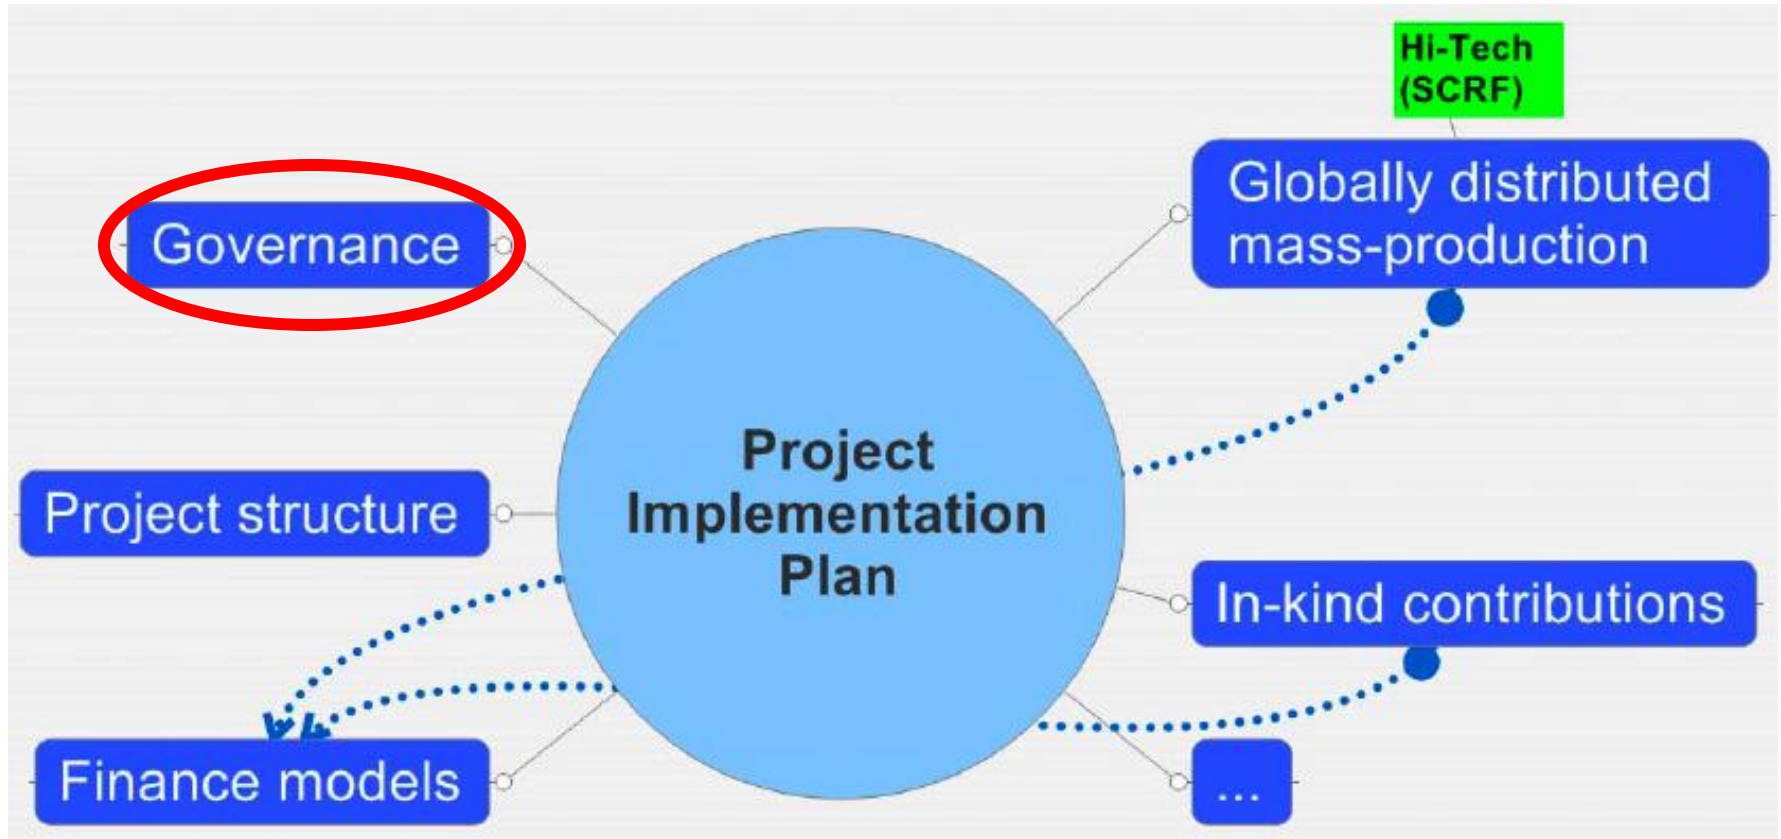 Hi-Tech
(SCRF)
Globally distributed
mass-production
Governance
Project
Implementation
Plan
Project structure
In-kind contributions
Finance models
...